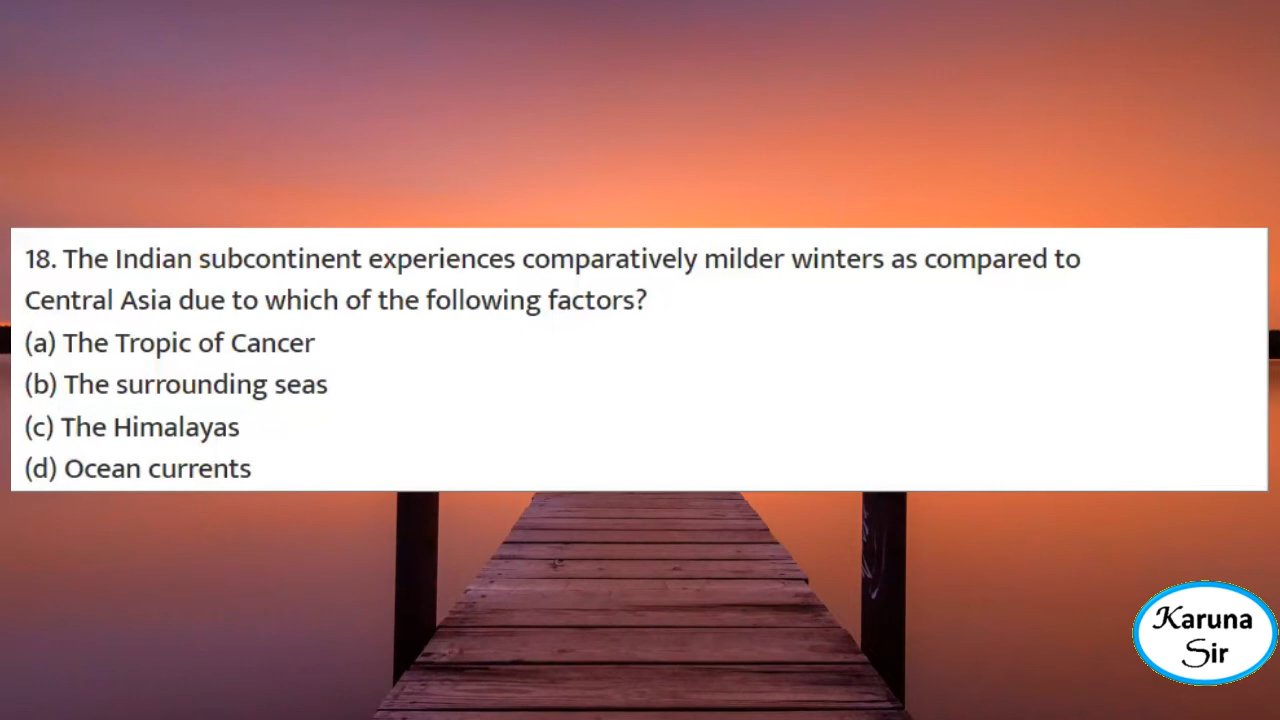 18. The Indian subcontinent experiences comparatively milder winters as compared to
Central Asia due to which of the following factors?
(a) The Tropic of Cancer
(b) The surrounding seas
(c) The Himalayas
(d) Ocean currents
Karuna
Sir